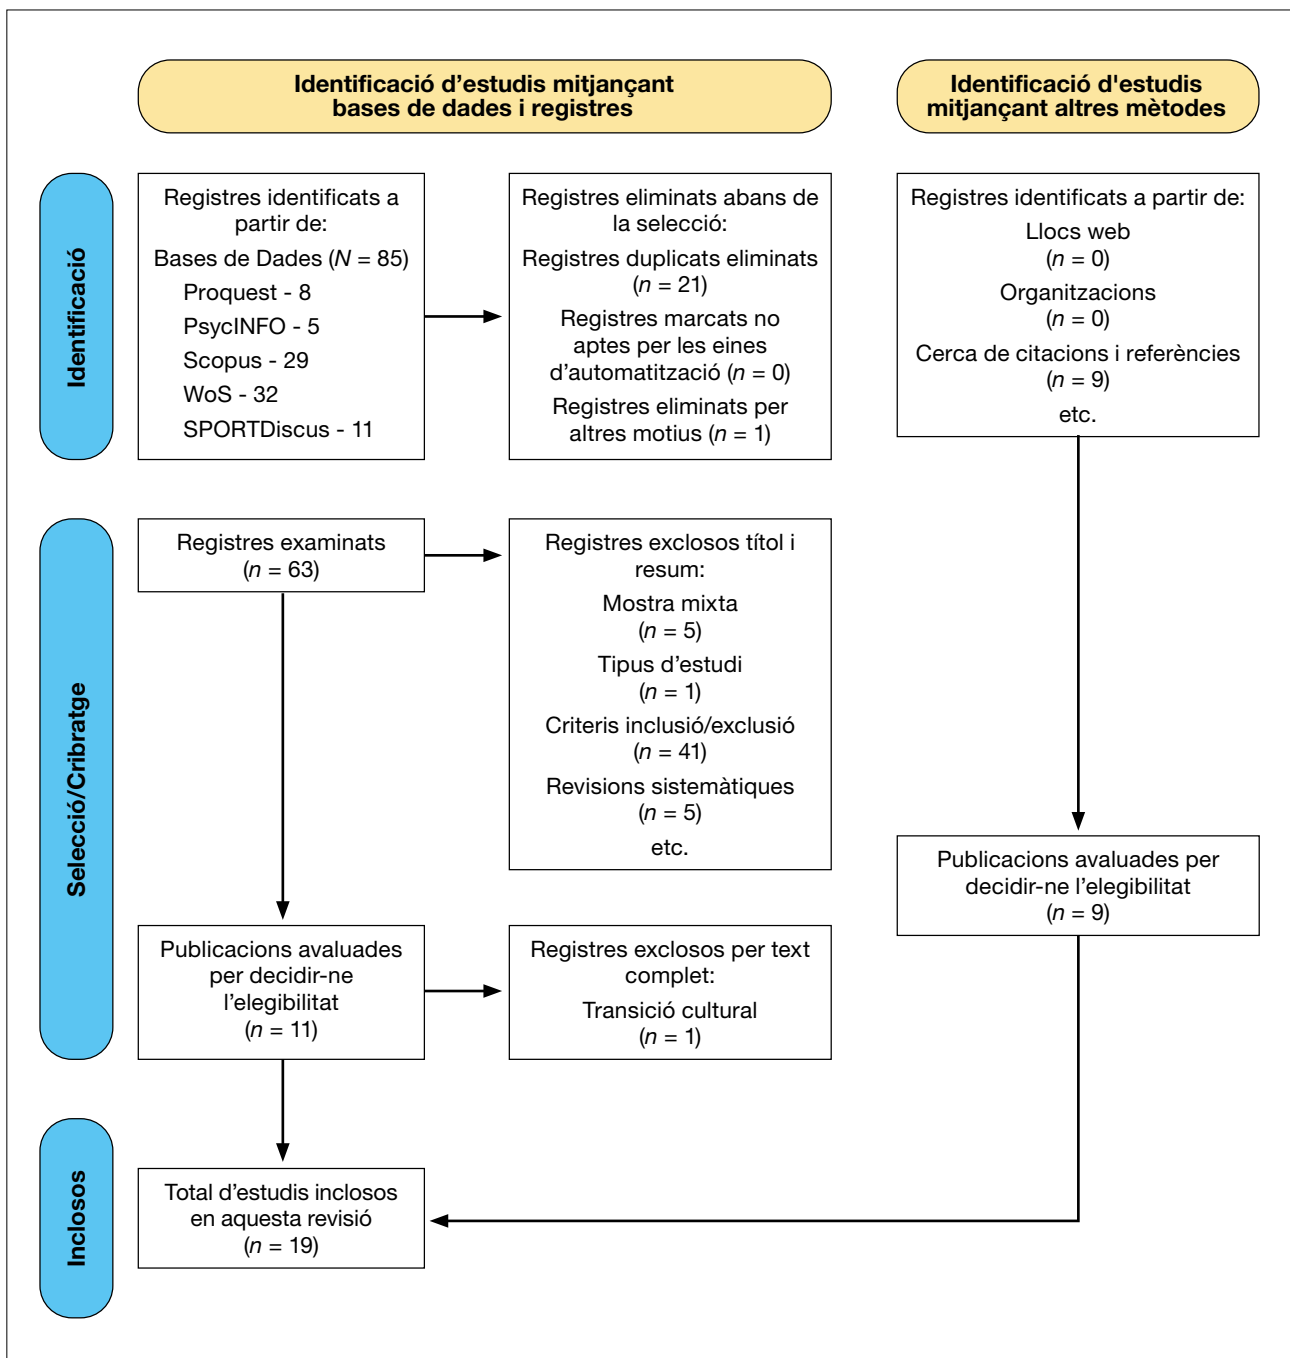 Identificació d’estudis mitjançant
bases de dades i registres
Identificació d'estudis
mitjançant altres mètodes
Identificació
Registres identificats a
partir de:
Bases de Dades (N = 85)
Proquest - 8
PsycINFO - 5
Scopus - 29
WoS - 32
SPORTDiscus - 11
Registres eliminats abans de
la selecció:
Registres duplicats eliminats
(n = 21)
Registres marcats no
aptes per les eines
d'automatització (n = 0)
Registres eliminats per
altres motius (n = 1)
Registres identificats a partir de:
Llocs web
(n = 0)
Organitzacions
(n = 0)
Cerca de citacions i referències
(n = 9)
etc.
Selecció/Cribratge
Registres examinats
(n = 63)
Registres exclosos títol i
resum:
Mostra mixta
(n = 5)
Tipus d’estudi
(n = 1)
Criteris inclusió/exclusió
(n = 41)
Revisions sistemàtiques
(n = 5)
etc.
Publicacions avaluades per
decidir-ne l’elegibilitat
(n = 9)
Publicacions avaluades
per decidir-ne
l’elegibilitat
(n = 11)
Registres exclosos per text
complet:
Transició cultural
(n = 1)
Inclosos
Total d’estudis inclosos
en aquesta revisió
(n = 19)